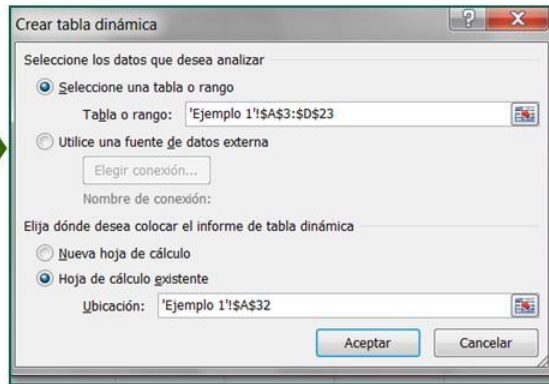 Crear tabla dinámica
Seleccione los datos que desea analizar
Seleccione una tabla o rango
Tabla o rango: 'Ejemplo 1'!$A$3:$D$23
Utilice una fuente de datos externa
Elegir conexión...
Nombre de conexión:
Elija dónde desea colocar el informe de tabla dinámica
Nueva hoja de cálculo
Hoja de cálculo existente
Ubicación: 'Ejemplo 1'!$A$32
Aceptar Cancelar